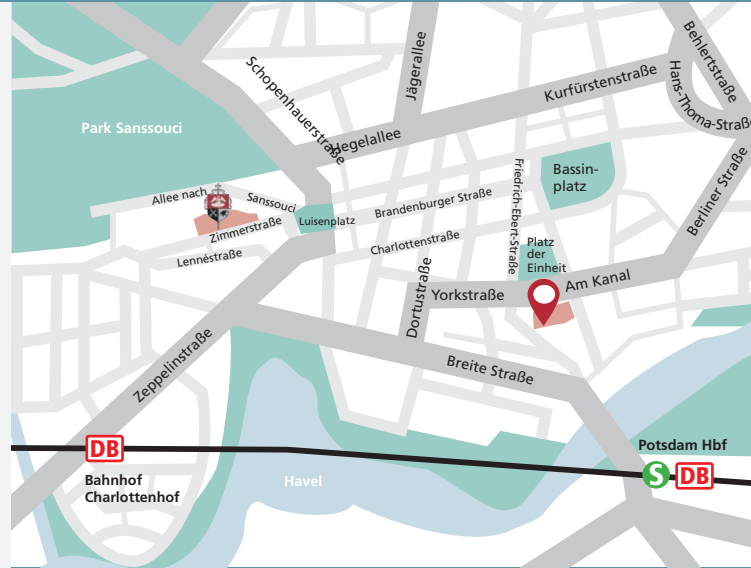 Behlertstraße
Jägerallee
Schopenhauerstraße
Kurfürstenstraße
Hans-Thoma-Straße
Park Sanssouci
Hegelallee
Berliner Straße
Friedrich-Ebert-Straße
Bassin-
platz
Allee nach
Sanssouci
Luisenplatz
Brandenburger Straße
Zimmerstraße
Charlottenstraße
Lennéstraße
Platz
der
Einheit
Dortustraße
Yorkstraße
Am Kanal
Zeppelinstraße
Breite Straße
DB
Bahnhof
Charlottenhof
Havel
Potsdam Hbf
S
DB